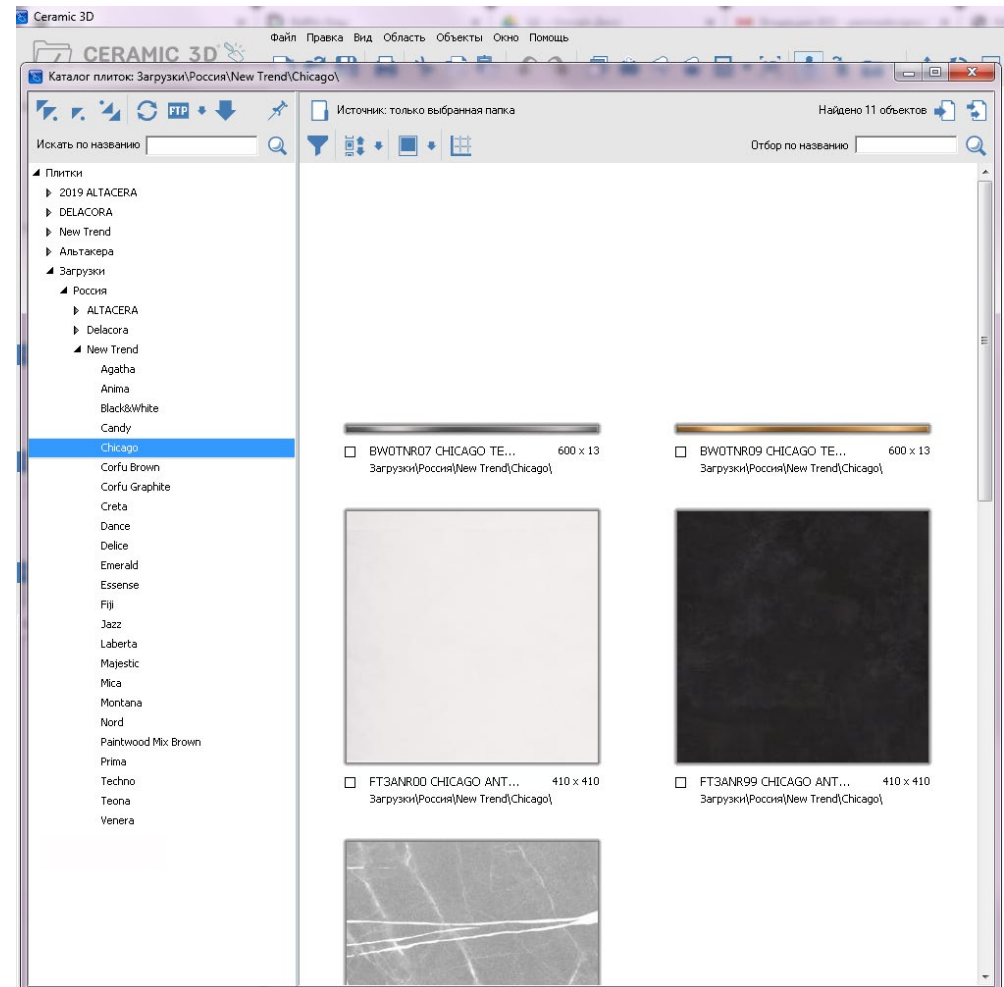 Ceramic 3D
Файл Правка Вид Область Объекты Окно Помощь
CERAMIC 3D
Каталог плиток: Загрузки\Россия\New Trend\Chicago\
FTP
Источник: только выбранная папка
Найдено 11 объектов
Искать по названию
Отбор по названию
Плитки
2019 ALTACERA
DELACORA
New Trend
Альтакера
Загрузки
Россия
ALTACERA
Delacora
New Trend
Agatha
Anima
Black&White
Candy
Chicago
Corfu Brown
Corfu Graphite
Creta
Dance
Delice
Emerald
Essense
Fiji
Jazz
Laberta
Majestic
Mica
Montana
Nord
Paintwood Mix Brown
Prima
Techno
Teona
Venera
BW0TNR07 CHICAGO TE... 600 x 13
Загрузки\Россия\New Trend\Chicago\
BW0TNR09 CHICAGO TE... 600 x 13
Загрузки\Россия\New Trend\Chicago\
FT3ANR00 CHICAGO ANT... 410 x 410
Загрузки\Россия\New Trend\Chicago\
FT3ANR99 CHICAGO ANT... 410 x 410
Загрузки\Россия\New Trend\Chicago\